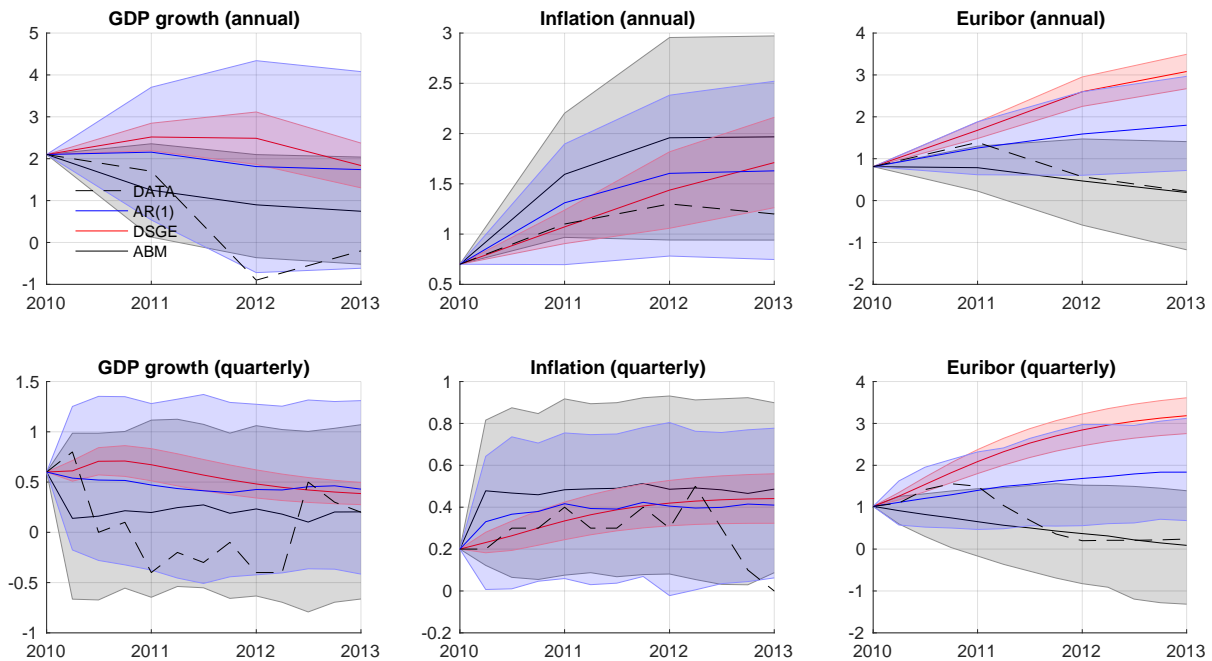 GDP growth (annual)
5
4
3
2
1
0
-1
2010 2011 2012 2013
DATA
AR(1)
DSGE
ABM
Inflation (annual)
3
2.5
2
1.5
1
0.5
2010 2011 2012 2013
Euribor (annual)
4
3
2
1
0
-1
-2
2010 2011 2012 2013
GDP growth (quarterly)
1.5
1
0.5
0
-0.5
-1
2010 2011 2012 2013
Inflation (quarterly)
1
0.8
0.6
0.4
0.2
0
-0.2
2010 2011 2012 2013
Euribor (quarterly)
4
3
2
1
0
-1
-2
2010 2011 2012 2013